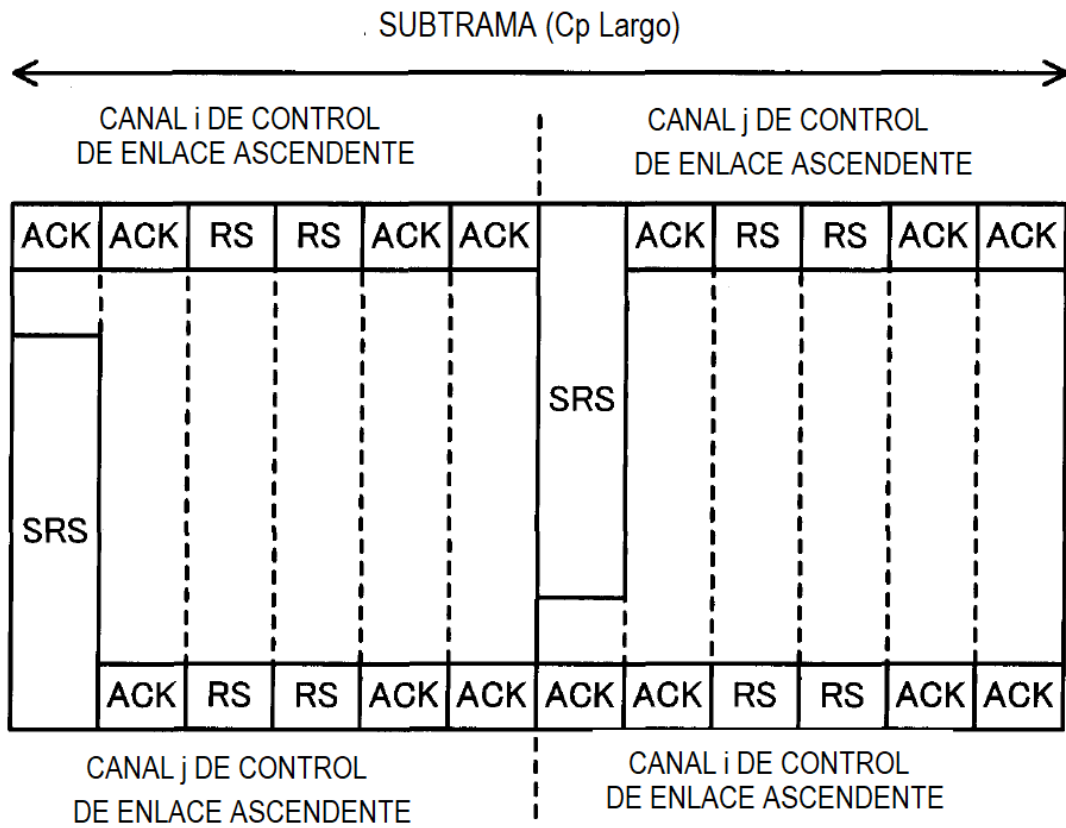 SUBTRAMA (Cp Largo)
CANAL i DE CONTROL
DE ENLACE ASCENDENTE
CANAL j DE CONTROL
DE ENLACE ASCENDENTE
ACK ACK RS RS ACK ACK ACK RS RS ACK ACK
SRS
SRS
ACK RS RS ACK ACK ACK ACK RS RS ACK ACK
CANAL j DE CONTROL
DE ENLACE ASCENDENTE
CANAL i DE CONTROL
DE ENLACE ASCENDENTE